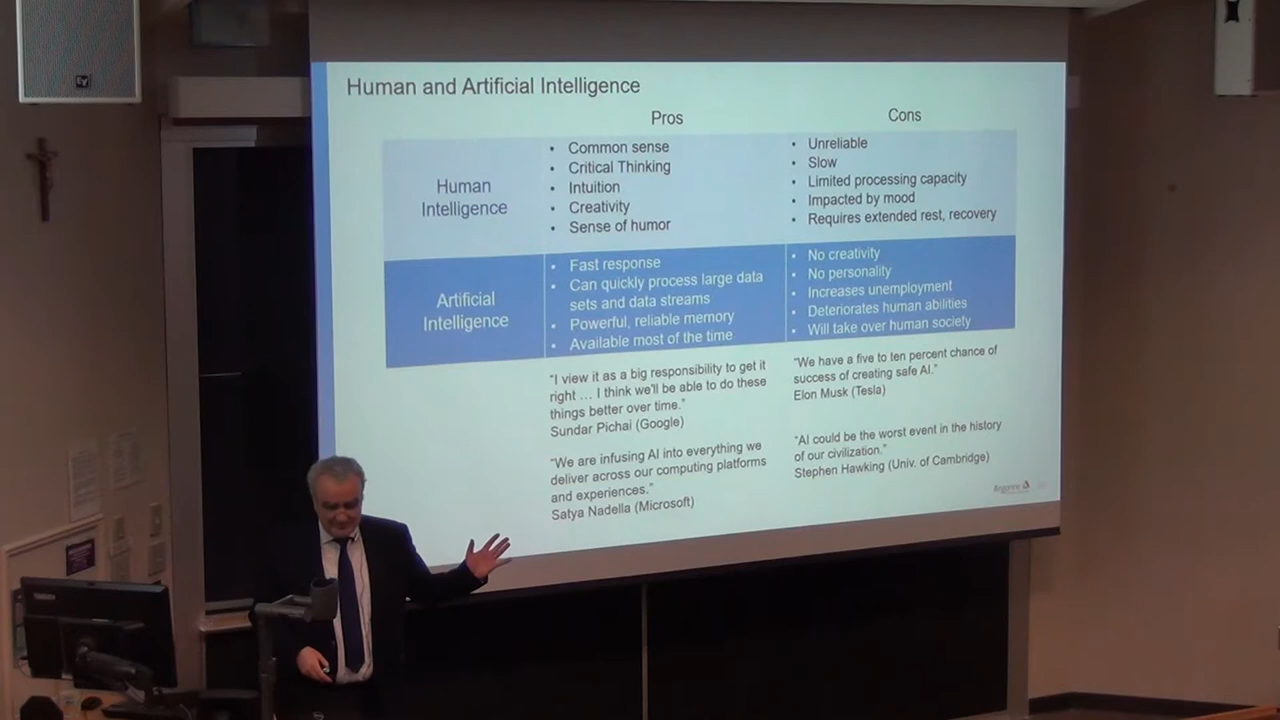 Human and Artificial Intelligence
Pros
Cons
Human
Intelligence
• Common sense
• Critical Thinking
• Intuition
• Creativity
• Sense of humor
• Unreliable
• Slow
• Limited processing capacity
• Impacted by mood
• Requires extended rest, recovery
Artificial
Intelligence
• Fast response
• Can quickly process large data
sets and data streams
• Powerful, reliable memory
• Available most of the time
• No creativity
• No personality
• Increases unemployment
• Deteriorates human abilities
• Will take over human society
“I view it as a big responsibility to get it
right … I think we'll be able to do these
things better over time.”
Sundar Pichai (Google)
“We are infusing AI into everything we
deliver across our computing platforms
and experiences.”
Satya Nadella (Microsoft)
“We have a five to ten percent chance of
success of creating safe AI.”
Elon Musk (Tesla)
“AI could be the worst event in the history
of our civilization.”
Stephen Hawking (Univ. of Cambridge)
Argonne
EV